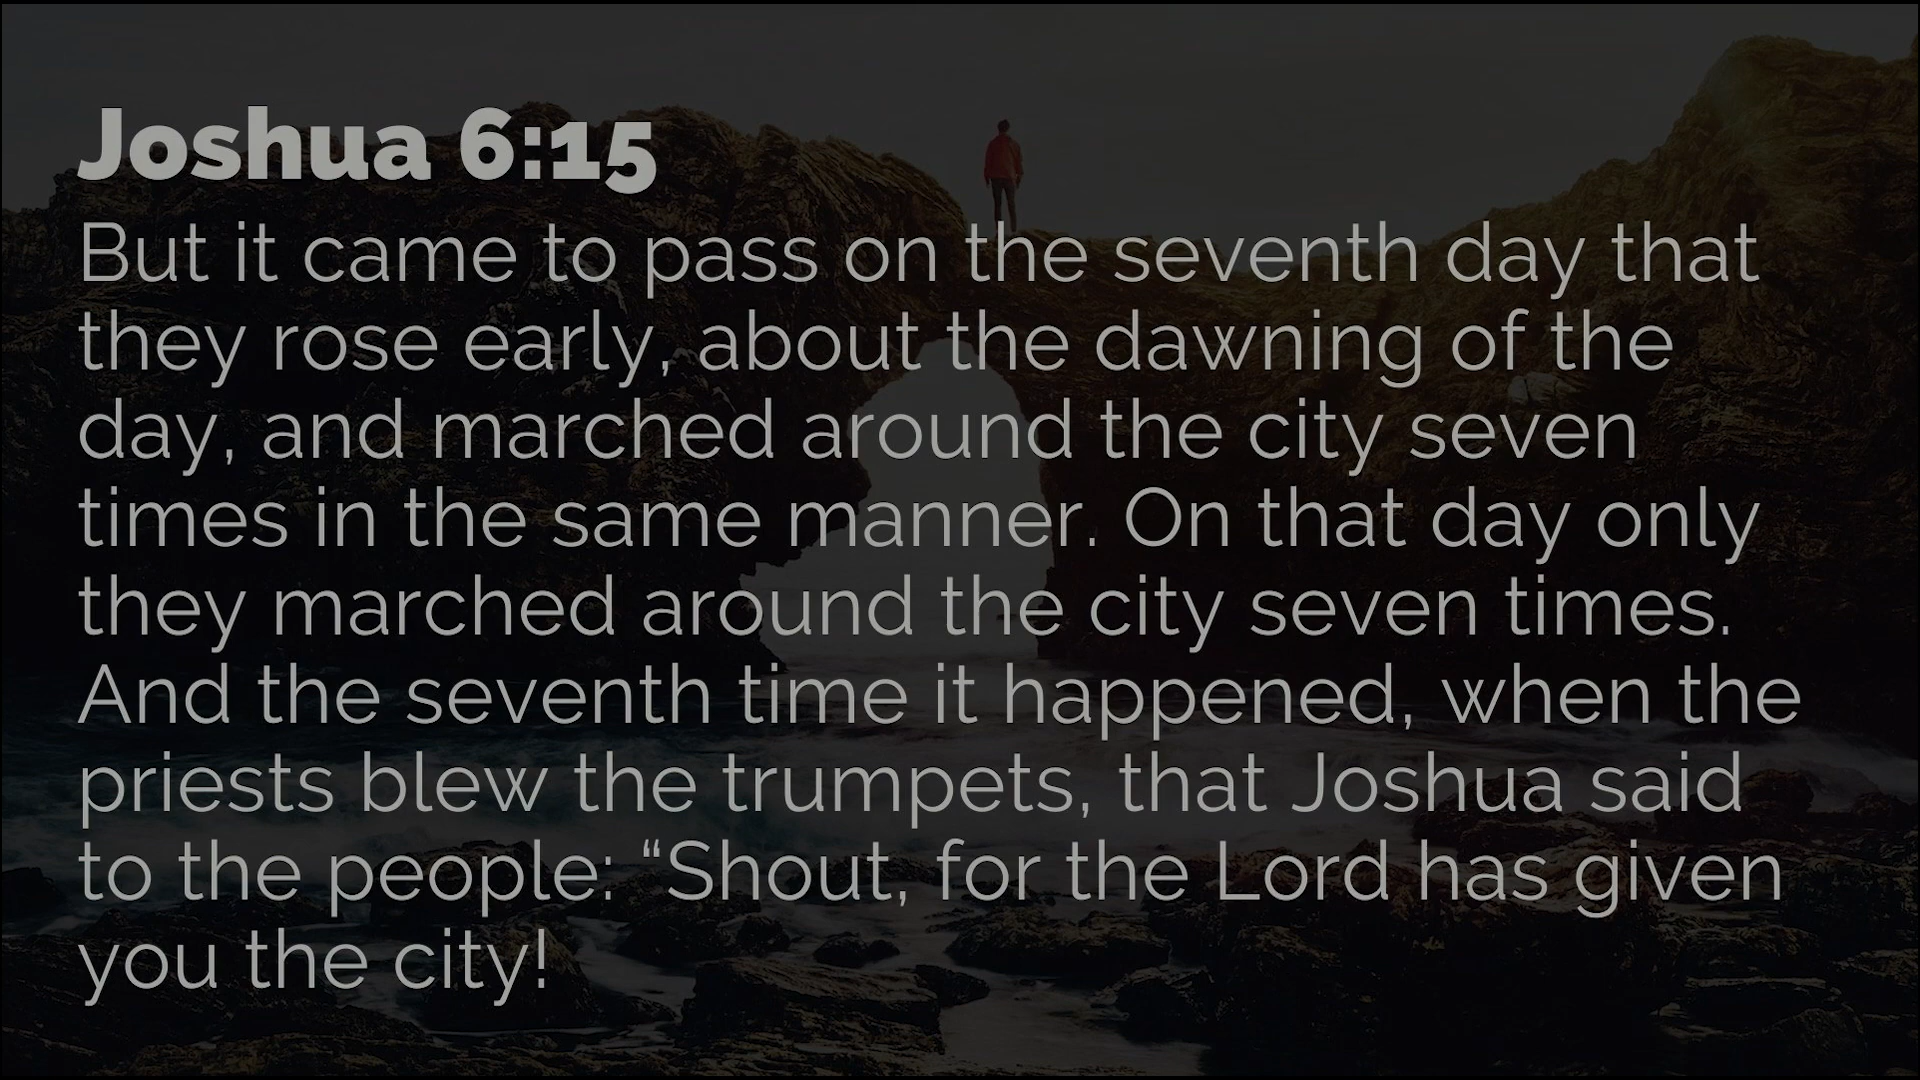 Joshua 6:15
But it came to pass on the seventh day that
they rose early, about the dawning of the
day, and marched around the city seven
times in the same manner. On that day only
they marched around the city seven times.
And the seventh time it happened, when the
priests blew the trumpets, that Joshua said
to the people: “Shout, for the Lord has given
you the city!